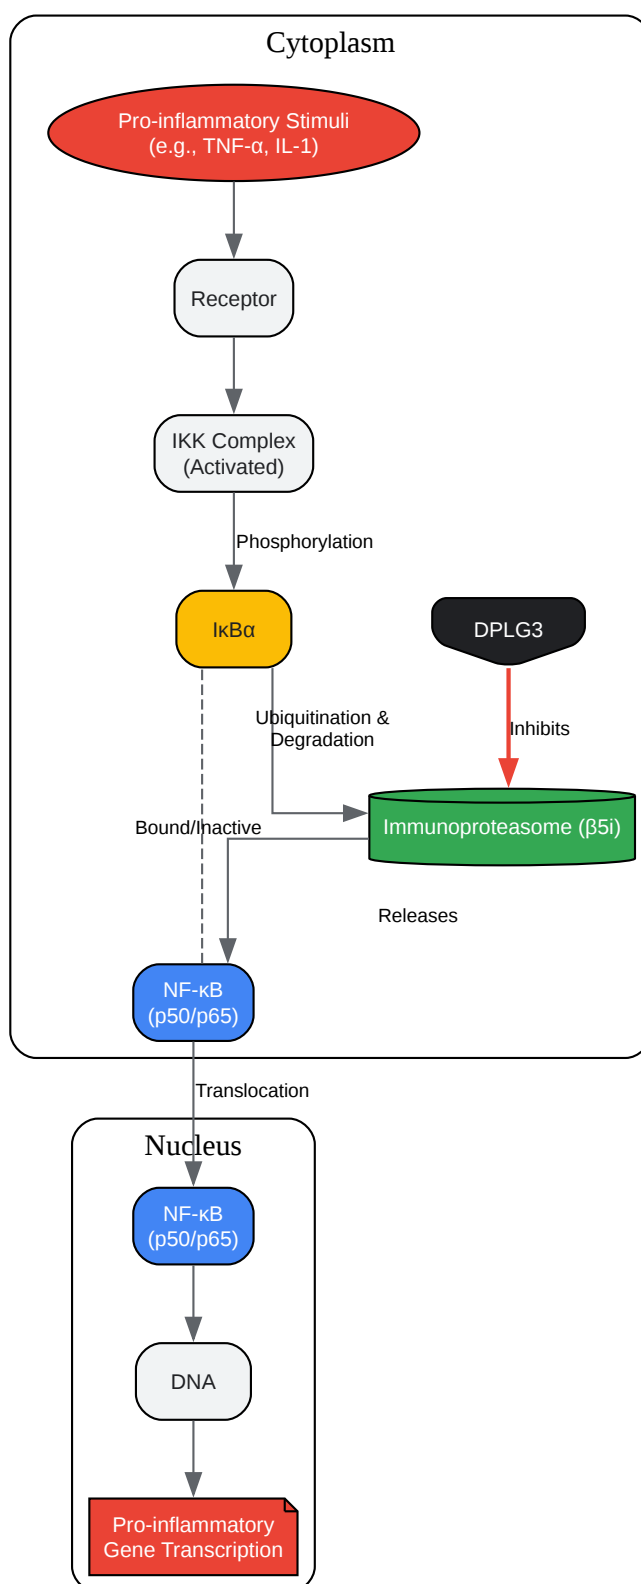 Cytoplasm
Pro-inflammatory Stimuli
(e.g., TNF-α, IL-1)
Receptor
IKK Complex
(Activated)
Phosphorylation
IκBα
DPLG3
Ubiquitination &
Degradation
Inhibits
Bound/Inactive
Immunoproteasome (β5i)
Releases
NF-κB
(p50/p65)
Translocation
Nucleus
NF-κB
(p50/p65)
DNA
Pro-inflammatory
Gene Transcription